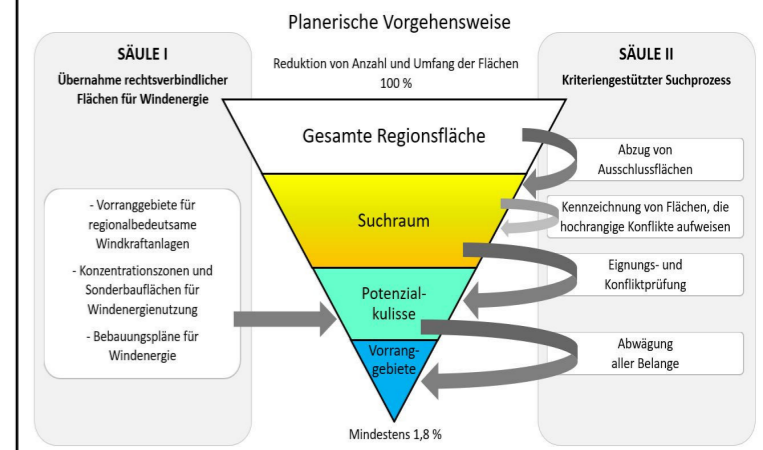 Planerische Vorgehensweise
SÄULE I
Übernahme rechtsverbindlicher
Flächen für Windenergie
- Vorranggebiete für
regionalbedeutsame
Windkraftanlagen
- Konzentrationszonen und
Sonderbauflächen für
Windenergienutzung
- Bebauungspläne für
Windenergie
Reduktion von Anzahl und Umfang der Flächen
100 %
Gesamte Regionsfläche
Suchraum
Potenzial-
kulisse
Vorrang-
gebiete
Mindestens 1,8 %
SÄULE II
Kriteriengestützter Suchprozess
Abzug von
Ausschlussflächen
Kennzeichnung von Flächen, die
hochrangige Konflikte aufweisen
Eignungs- und
Konfliktprüfung
Abwägung
aller Belange